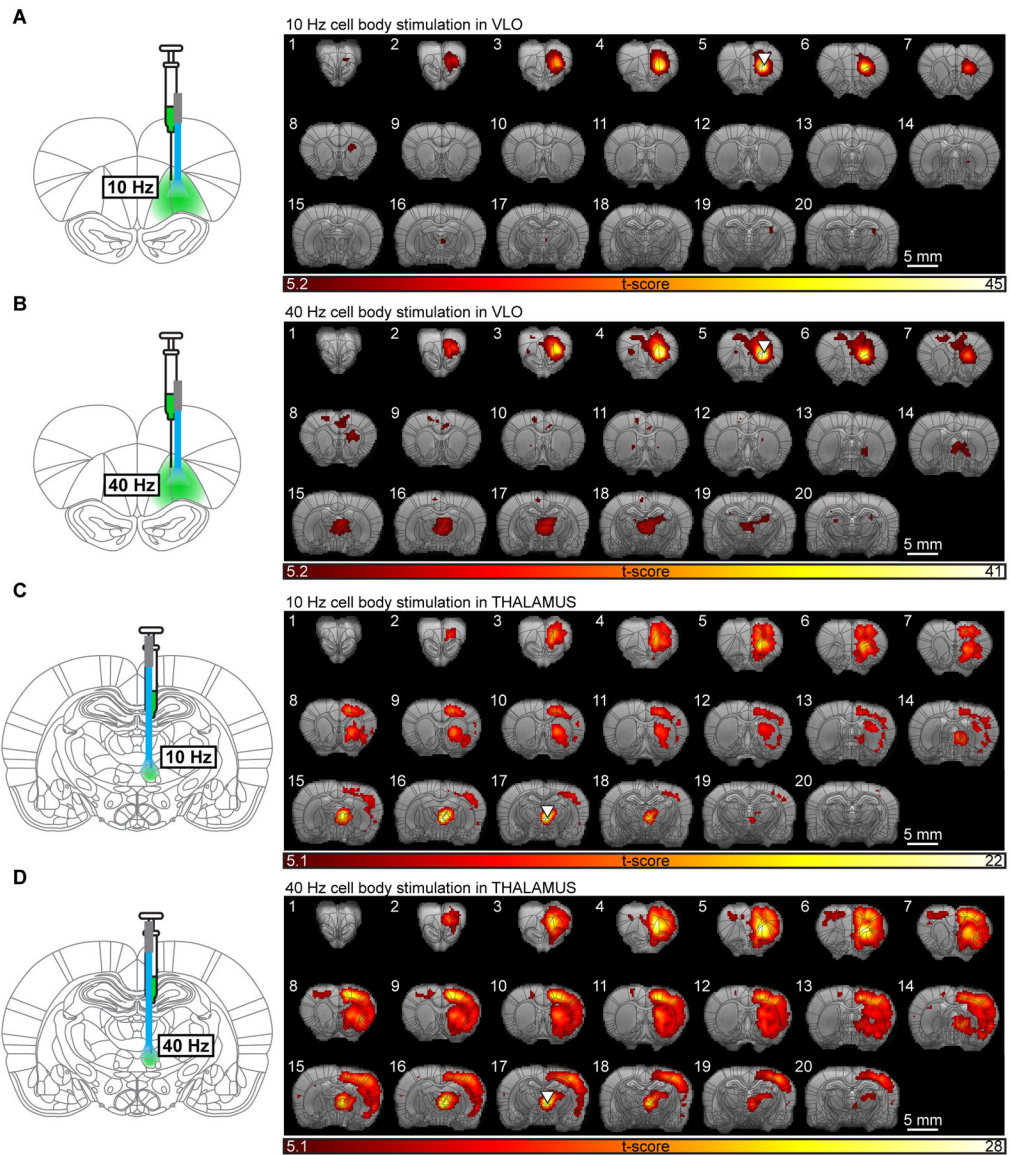 A
10 Hz cell body stimulation in VLO
1 2 3 4 5 6 7
10 Hz
8 9 10 11 12 13 14
15 16 17 18 19 20
5 mm
5.2 t-score 45
B
40 Hz cell body stimulation in VLO
1 2 3 4 5 6 7
40 Hz
8 9 10 11 12 13 14
15 16 17 18 19 20
5 mm
5.2 t-score 41
C
10 Hz cell body stimulation in THALAMUS
1 2 3 4 5 6 7
8 9 10 11 12 13 14
10 Hz
15 16 17 18 19 20
5 mm
5.1 t-score 22
D
40 Hz cell body stimulation in THALAMUS
1 2 3 4 5 6 7
8 9 10 11 12 13 14
40 Hz
15 16 17 18 19 20
5 mm
5.1 t-score 28